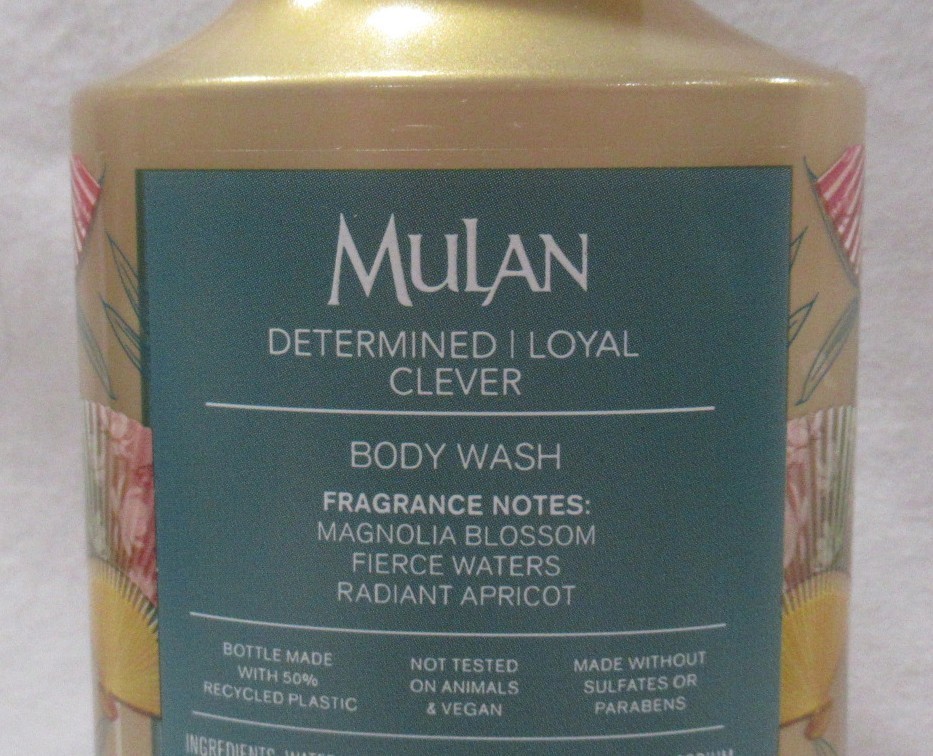 MULAN
DETERMINED | LOYAL
CLEVER
BODY WASH
FRAGRANCE NOTES:
MAGNOLIA BLOSSOM
FIERCE WATERS
RADIANT APRICOT
BOTTLE MADE
WITH 50%
RECYCLED PLASTIC
NOT TESTED
ON ANIMALS
& VEGAN
MADE WITHOUT
SULFATES OR
PARABENS
INGREDIENTS: